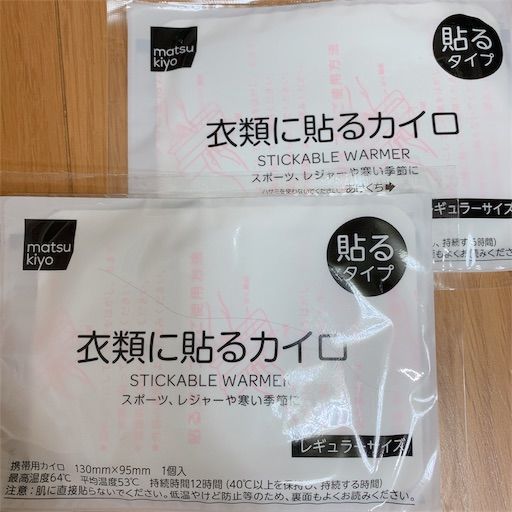 matsu
kiyo
貼る
タイプ
衣類に貼るカイロ
STICKABLE WARMER
スポーツ、レジャーや寒い季節に
ハサミを使わないでください あけくち
ギュラーサイズ
、持続する時間)
面もよくお読みくださ
matsu
kiyo
貼る
タイプ
衣類に貼るカイロ
STICKABLE WARMER
スポーツ、レジャーや寒い季節に
レギュラーサイズ
携帯用カイロ 130mm×95mm 1個入
最高温度64℃ 平均温度53℃ 持続時間12時間 (40℃以上を保持し、持続する時間)
注意：肌に直接貼らないでください。低温やけど防止等のため、裏面もよくお読みください。